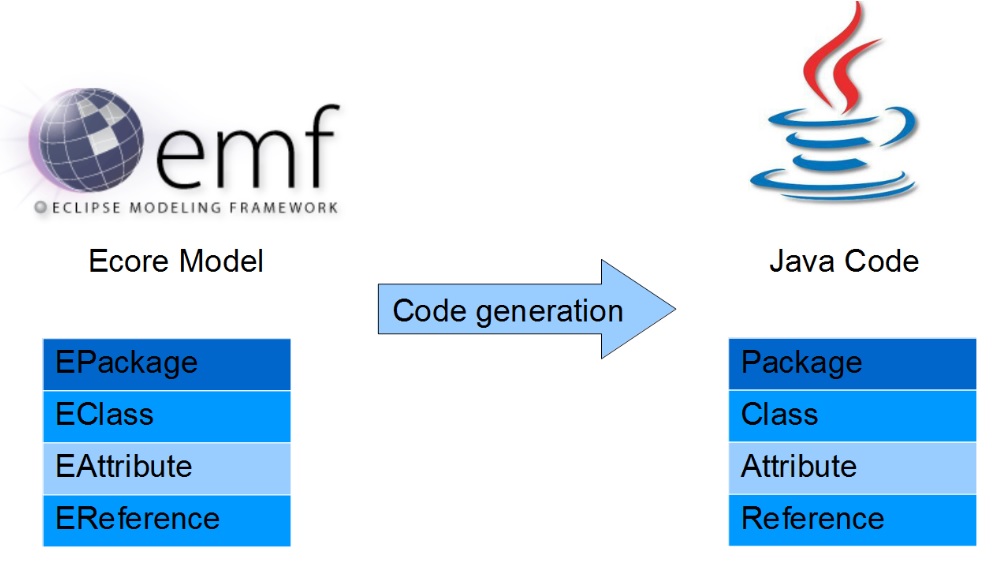 emf
ECLIPSE MODELING FRAMEWORK
Ecore Model
Java Code
Code generation
EPackage
EClass
EAttribute
EReference
Package
Class
Attribute
Reference